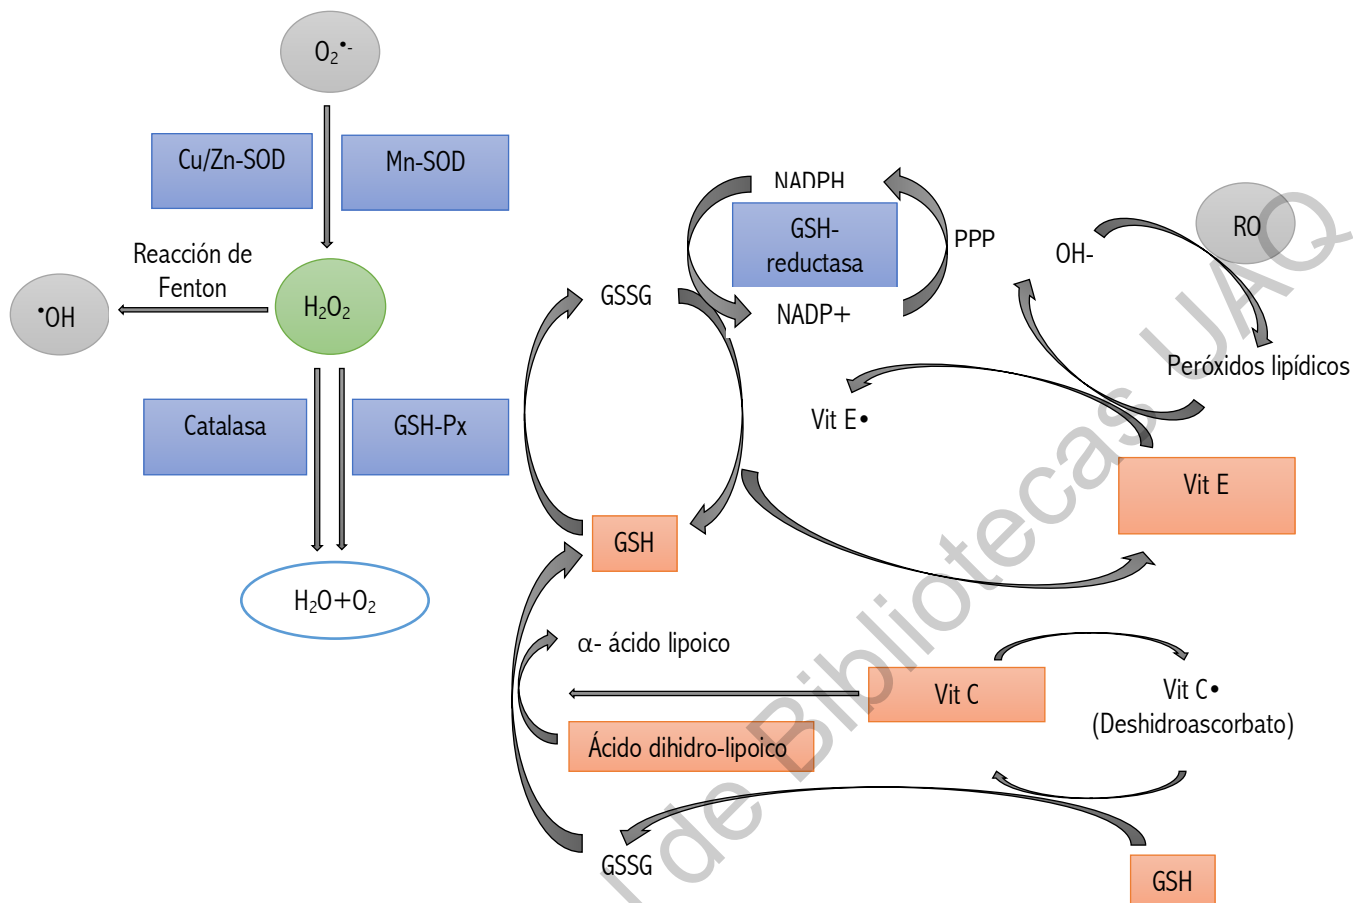 O₂•-
Cu/Zn-SOD
Mn-SOD
Reacción de
Fenton
•OH
H₂O₂
Catalasa
GSH-Px
H₂O+O₂
NADPH
GSH-
reductasa
NADP+
PPP
GSSG
GSH
OH-
RO
Peróxidos lipídicos
Vit E•
Vit E
α- ácido lipoico
Vit C
Ácido dihidro-lipoico
Vit C•
(Deshidroascorbato)
GSSG
GSH
de Bibliotecas UAQ